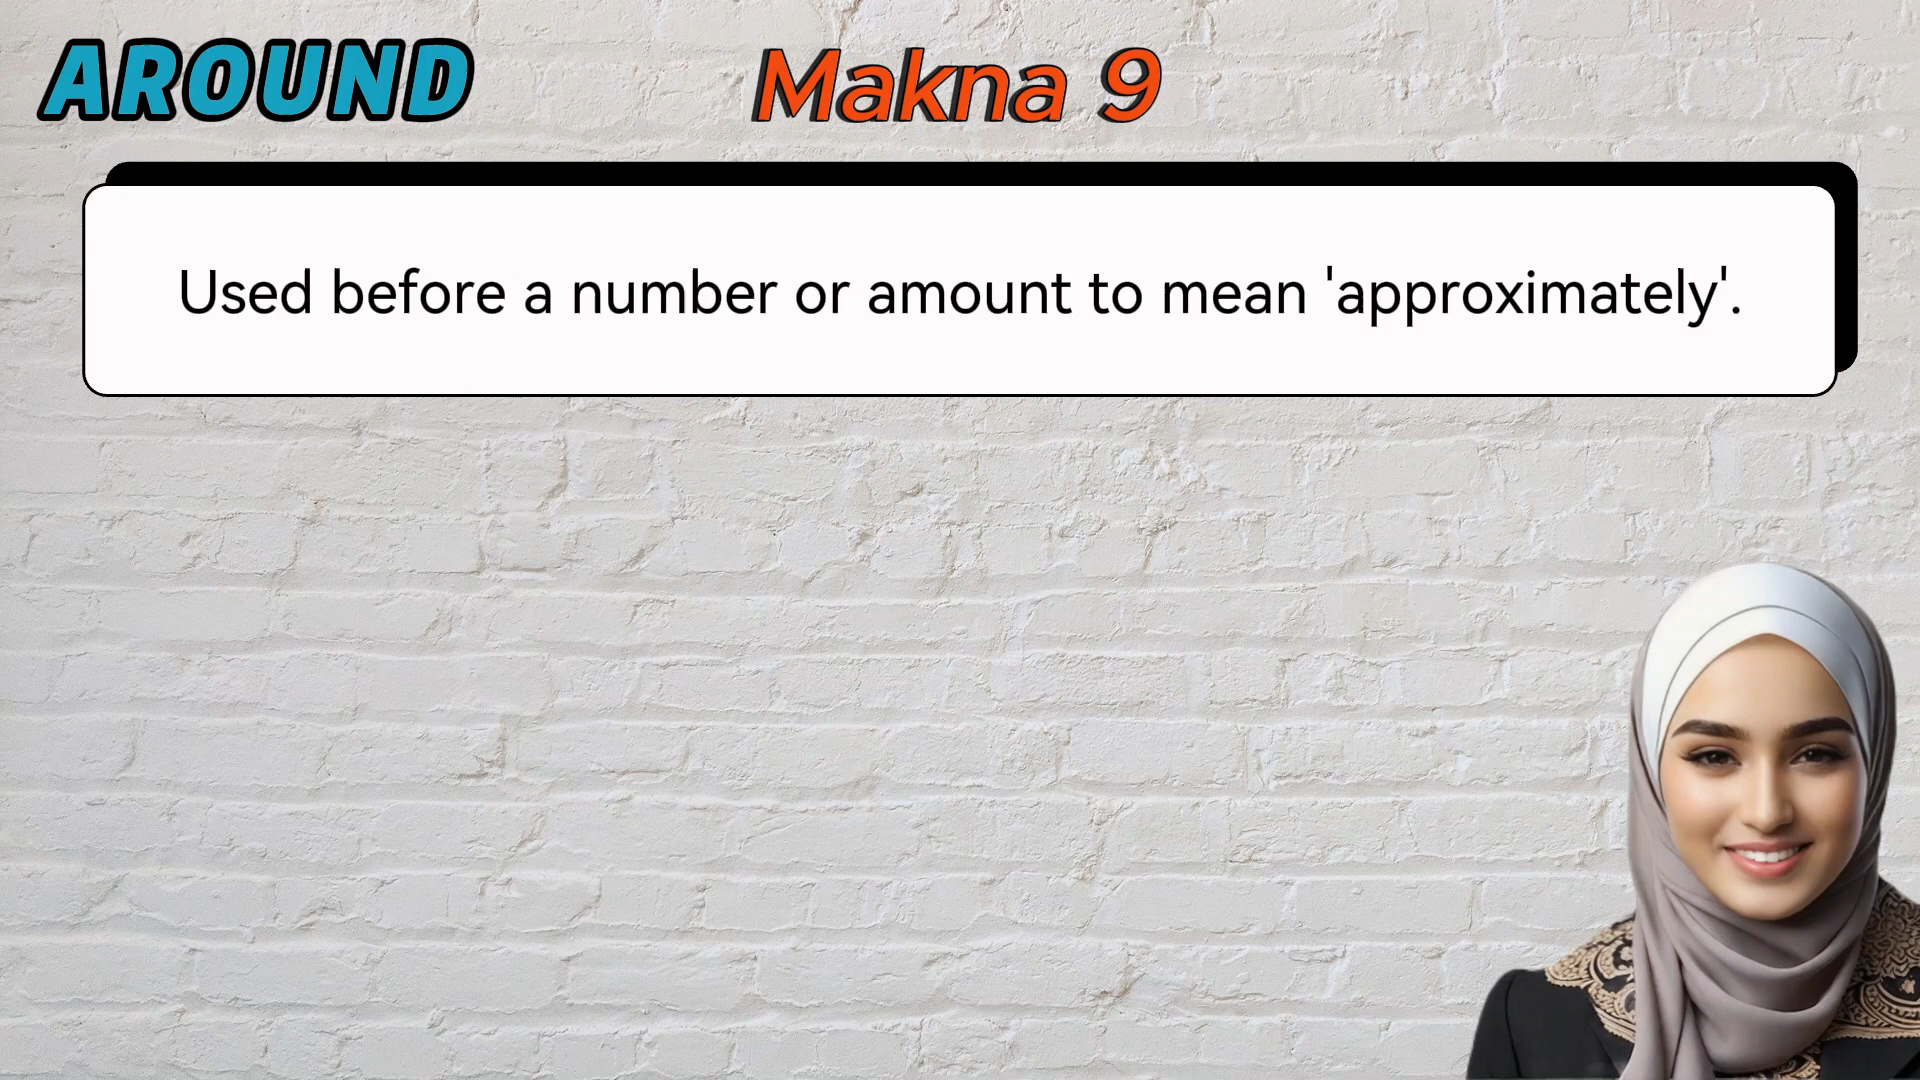 AROUND
Makna 9
Used before a number or amount to mean 'approximately'.